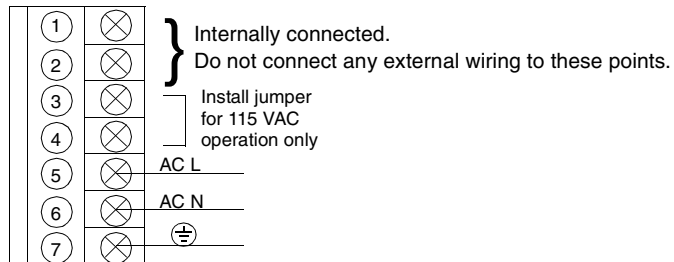 1
Internally connected.
2
Do not connect any external wiring to these points.
3
Install jumper
for 115 VAC
4
operation only
5
AC L
6
AC N
7